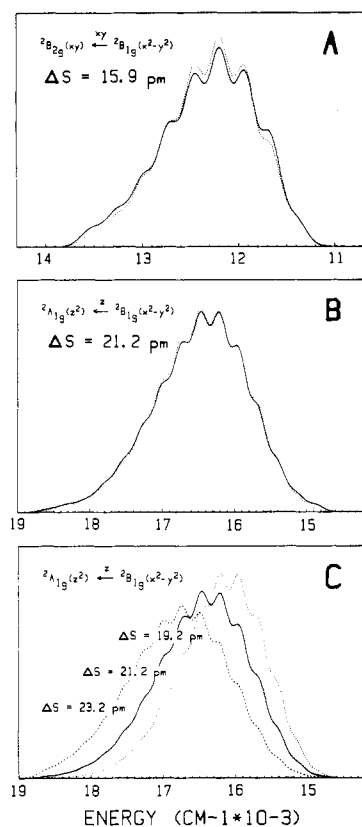 ²B₂g(xy) ←xy ²B₁g(x²-y²)
A
ΔS = 15.9 pm
14 13 12 11
²A₁g(z²) ←z ²B₁g(x²-y²)
B
ΔS = 21.2 pm
19 18 17 16 15
²A₁g(z²) ←z ²B₁g(x²-y²)
C
ΔS = 19.2 pm
ΔS = 21.2 pm
ΔS = 23.2 pm
19 18 17 16 15
ENERGY (CM-1*10-3)